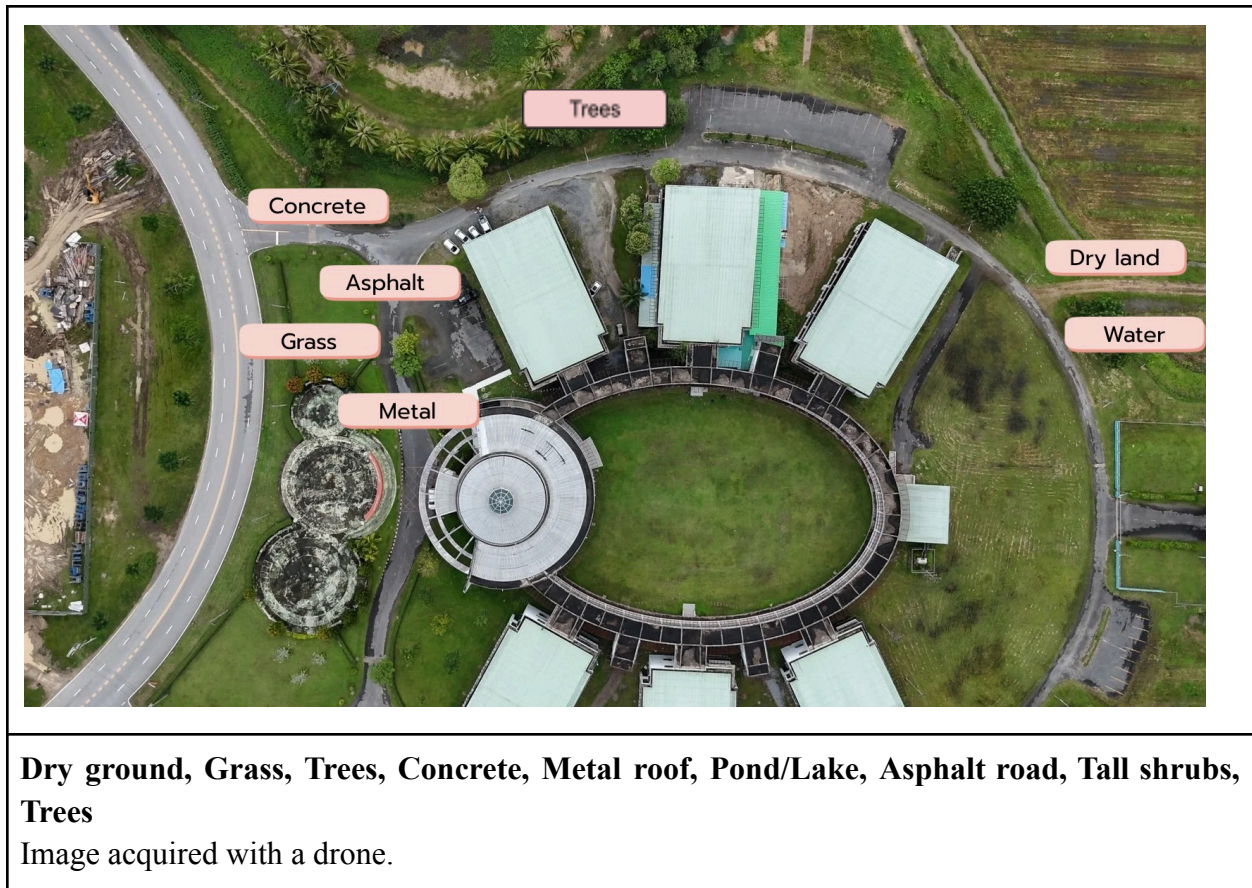 Trees
Concrete
Dry land
Asphalt
Water
Grass
Metal
Dry ground, Grass, Trees, Concrete, Metal roof, Pond/Lake, Asphalt road, Tall shrubs,
Trees
Image acquired with a drone.